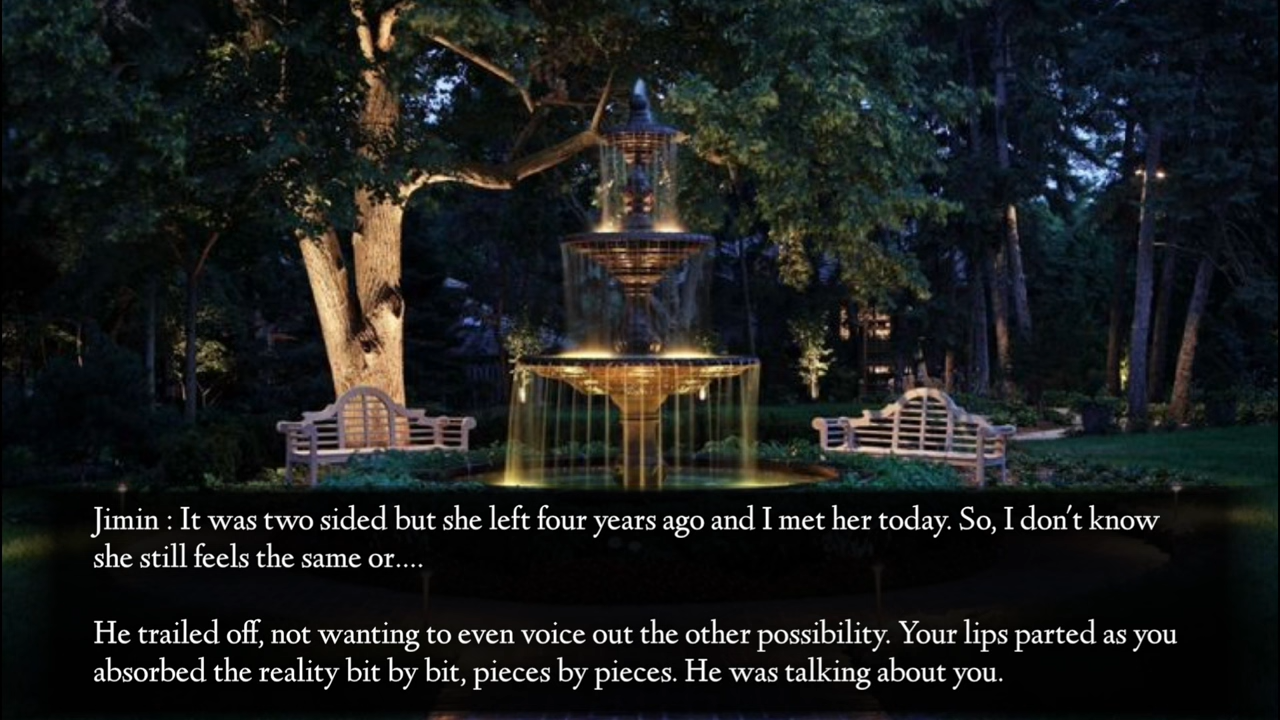 Jimin : It was two sided but she left four years ago and I met her today. So, I don't know
she still feels the same or....
He trailed off, not wanting to even voice out the other possibility. Your lips parted as you
absorbed the reality bit by bit, pieces by pieces. He was talking about you.